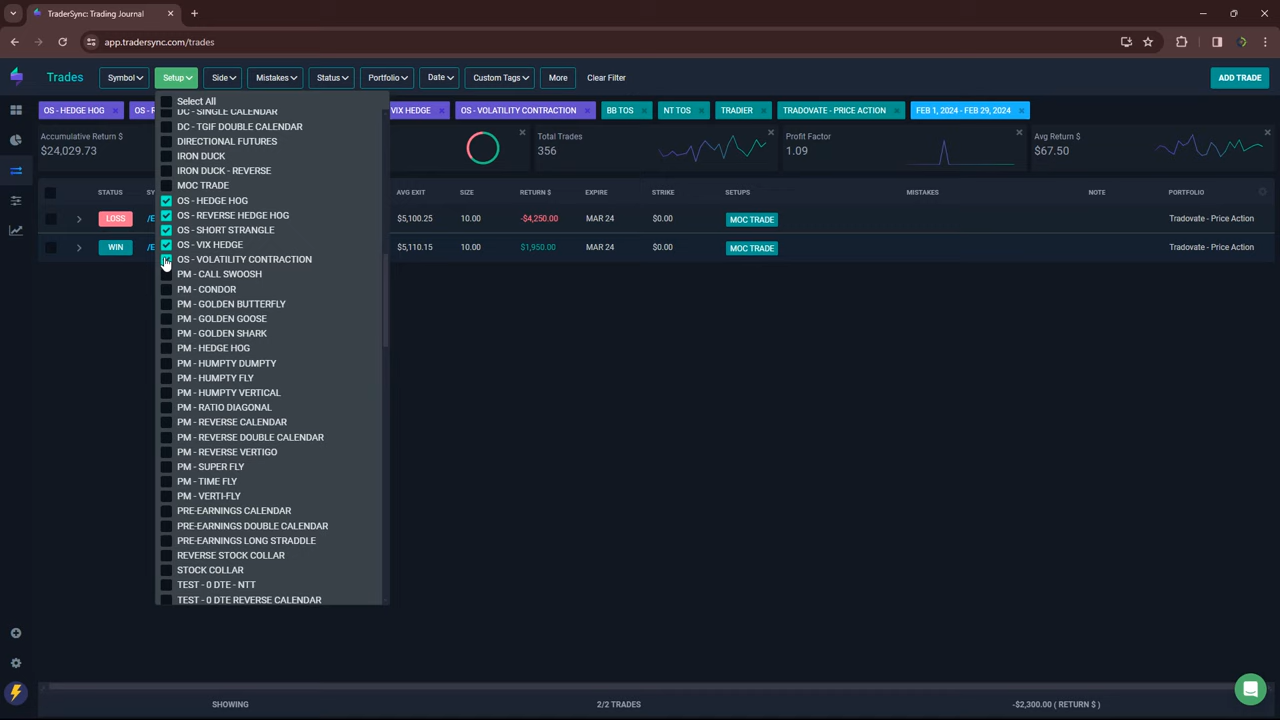 TraderSync: Trading Journal
app.tradersync.com/trades
Trades
Symbol
Setup
Side
Mistakes
Status
Portfolio
Date
Custom Tags
More
Clear Filter
ADD TRADE
OS - HEDGE HOG
VIX HEDGE
OS - VOLATILITY CONTRACTION
BB TOS
NT TOS
TRADIER
TRADOVATE - PRICE ACTION
FEB 1, 2024 - FEB 29, 2024
Accumulative Return $
$24,029.73
Total Trades
356
Profit Factor
1.09
Avg Return $
$67.50
Select All
DC - SINGLE CALENDAR
DC - TGIF DOUBLE CALENDAR
DIRECTIONAL FUTURES
IRON DUCK
IRON DUCK - REVERSE
MOC TRADE
OS - HEDGE HOG
OS - REVERSE HEDGE HOG
OS - SHORT STRANGLE
OS - VIX HEDGE
OS - VOLATILITY CONTRACTION
PM - CALL SWOOSH
PM - CONDOR
PM - GOLDEN BUTTERFLY
PM - GOLDEN GOOSE
PM - GOLDEN SHARK
PM - HEDGE HOG
PM - HUMPTY DUMPTY
PM - HUMPTY FLY
PM - HUMPTY VERTICAL
PM - RATIO DIAGONAL
PM - REVERSE CALENDAR
PM - REVERSE DOUBLE CALENDAR
PM - REVERSE VERTIGO
PM - SUPER FLY
PM - TIME FLY
PM - VERTI-FLY
PRE-EARNINGS CALENDAR
PRE-EARNINGS DOUBLE CALENDAR
PRE-EARNINGS LONG STRADDLE
REVERSE STOCK COLLAR
STOCK COLLAR
TEST - 0 DTE - NTT
TEST - 0 DTE REVERSE CALENDAR
STATUS AVG EXIT SIZE RETURN $ EXPIRE STRIKE SETUPS MISTAKES NOTE PORTFOLIO
LOSS $5,100.25 10.00 -$4,250.00 MAR 24 $0.00 MOC TRADE Tradovate - Price Action
WIN $5,110.15 10.00 $1,950.00 MAR 24 $0.00 MOC TRADE Tradovate - Price Action
SHOWING
2/2 TRADES
-$2,300.00 ( RETURN $ )